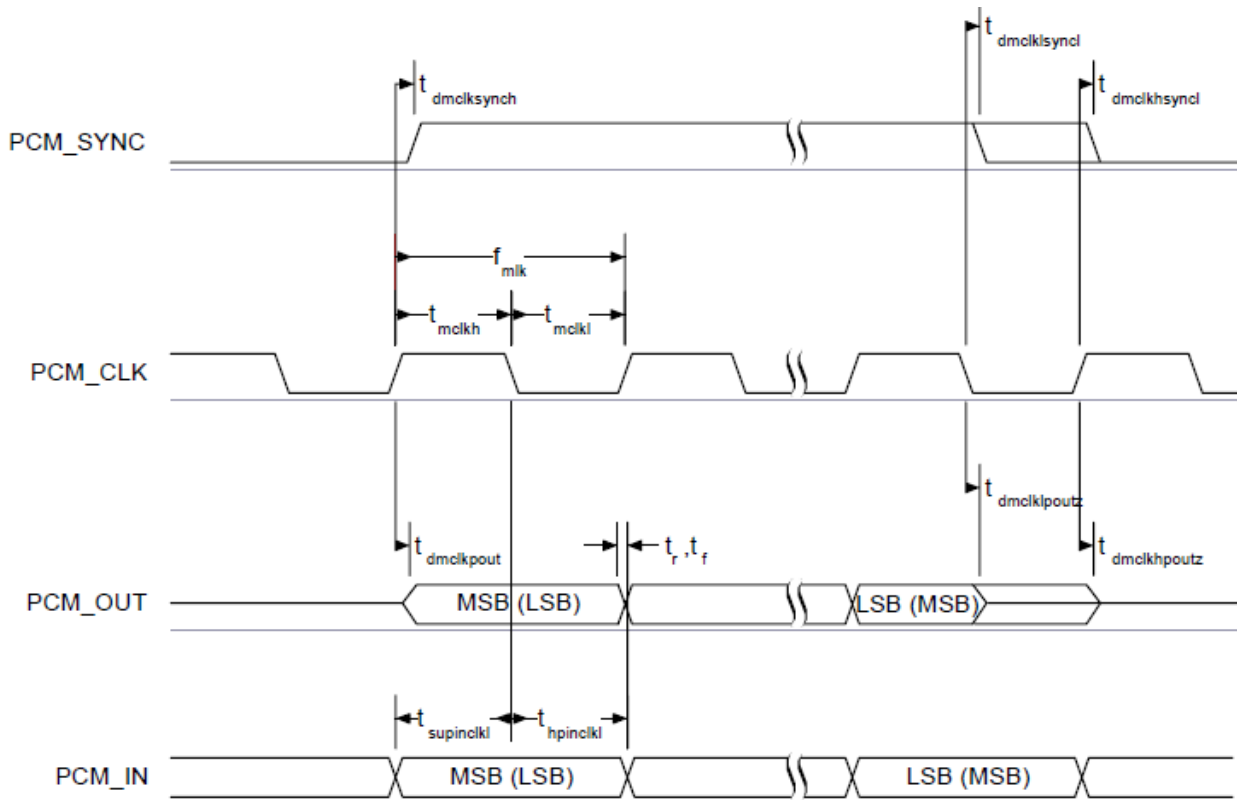 t dmclklsyncl
t dmclksynch
t dmclkhsyncl
PCM_SYNC
f mlk
t mclkh
t mclkl
PCM_CLK
t dmclklpoutz
t dmclkpout
t r ,t f
t dmclkhpoutz
PCM_OUT
MSB (LSB)
LSB (MSB)
t supinclkl
t hpinclkl
PCM_IN
MSB (LSB)
LSB (MSB)